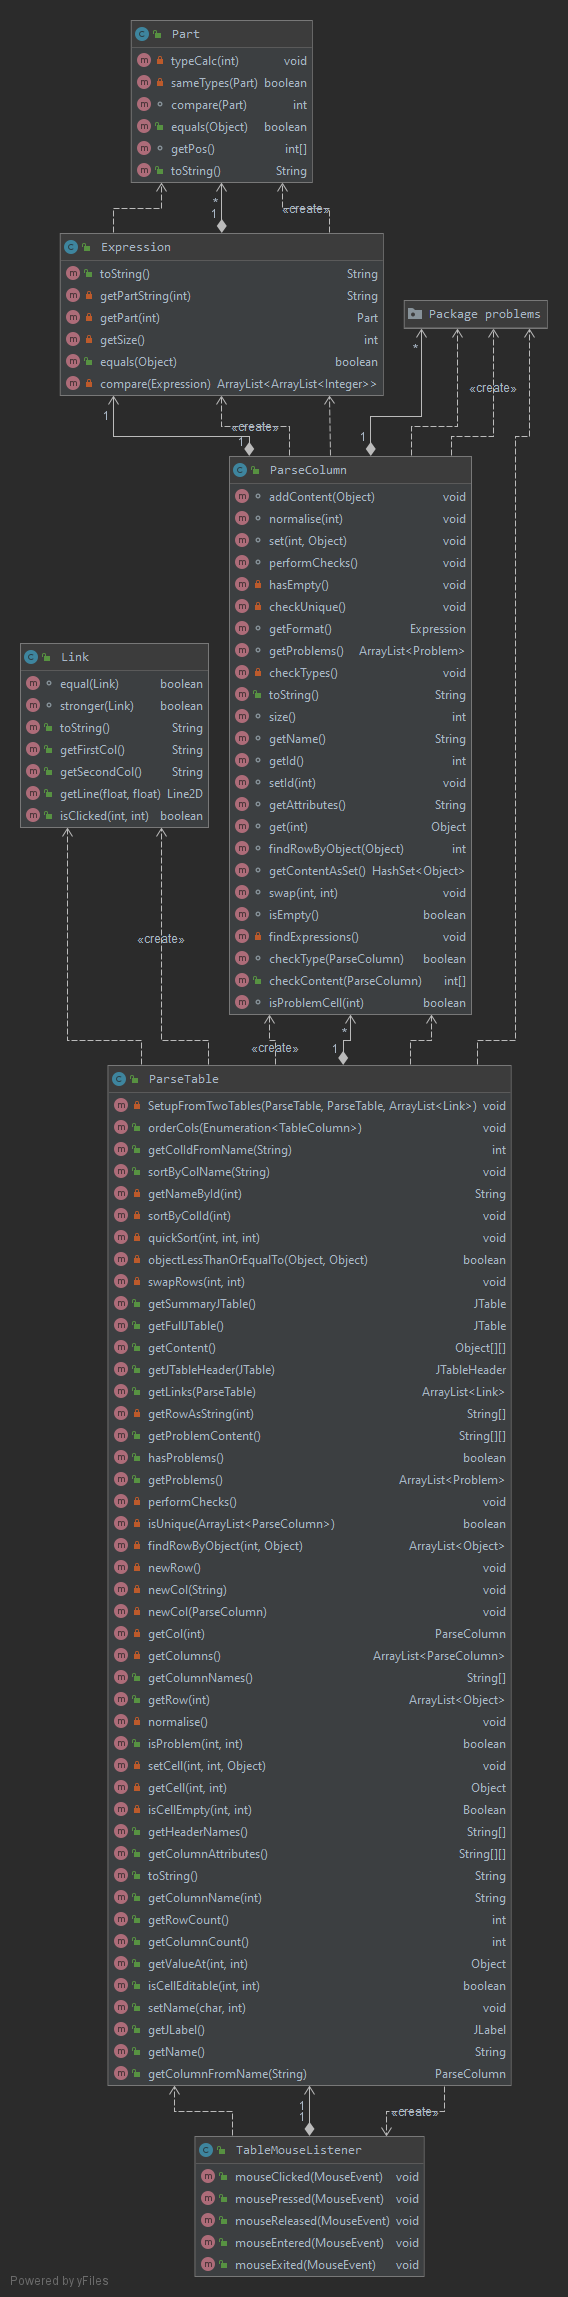 Part
typeCalc(int) void
sameTypes(Part) boolean
compare(Part) int
equals(Object) boolean
getPos() int[]
toString() String
*
1
«create»
Expression
toString() String
getPartString(int) String
getPart(int) Part
getSize() int
equals(Object) boolean
compare(Expression) ArrayList<ArrayList<Integer>>
Package problems
*
«create»
1
«create»
1
1
ParseColumn
addContent(Object) void
normalise(int) void
set(int, Object) void
performChecks() void
hasEmpty() void
checkUnique() void
getFormat() Expression
getProblems() ArrayList<Problem>
checkTypes() void
toString() String
size() int
getName() String
getId() int
setId(int) void
getAttributes() String
get(int) Object
findRowByObject(Object) int
getContentAsSet() HashSet<Object>
swap(int, int) void
isEmpty() boolean
findExpressions() void
checkType(ParseColumn) boolean
checkContent(ParseColumn) int[]
isProblemCell(int) boolean
Link
equal(Link) boolean
stronger(Link) boolean
toString() String
getFirstCol() String
getSecondCol() String
getLine(float, float) Line2D
isClicked(int, int) boolean
«create»
*
«create»
1
ParseTable
SetupFromTwoTables(ParseTable, ParseTable, ArrayList<Link>) void
orderCols(Enumeration<TableColumn>) void
getColIdFromName(String) int
sortByColName(String) void
getNameById(int) String
sortByColId(int) void
quickSort(int, int, int) void
objectLessThanOrEqualTo(Object, Object) boolean
swapRows(int, int) void
getSummaryJTable() JTable
getFullJTable() JTable
getContent() Object[][]
getJTableHeader(JTable) JTableHeader
getLinks(ParseTable) ArrayList<Link>
getRowAsString(int) String[]
getProblemContent() String[][]
hasProblems() boolean
getProblems() ArrayList<Problem>
performChecks() void
isUnique(ArrayList<ParseColumn>) boolean
findRowByObject(int, Object) ArrayList<Object>
newRow() void
newCol(String) void
newCol(ParseColumn) void
getCol(int) ParseColumn
getColumns() ArrayList<ParseColumn>
getColumnNames() String[]
getRow(int) ArrayList<Object>
normalise() void
isProblem(int, int) boolean
setCell(int, int, Object) void
getCell(int, int) Object
isCellEmpty(int, int) Boolean
getHeaderNames() String[]
getColumnAttributes() String[][]
toString() String
getColumnName(int) String
getRowCount() int
getColumnCount() int
getValueAt(int, int) Object
isCellEditable(int, int) boolean
setName(char, int) void
getJLabel() JLabel
getName() String
getColumnFromName(String) ParseColumn
1
«create»
1
TableMouseListener
mouseClicked(MouseEvent) void
mousePressed(MouseEvent) void
mouseReleased(MouseEvent) void
mouseEntered(MouseEvent) void
mouseExited(MouseEvent) void
Powered by yFiles